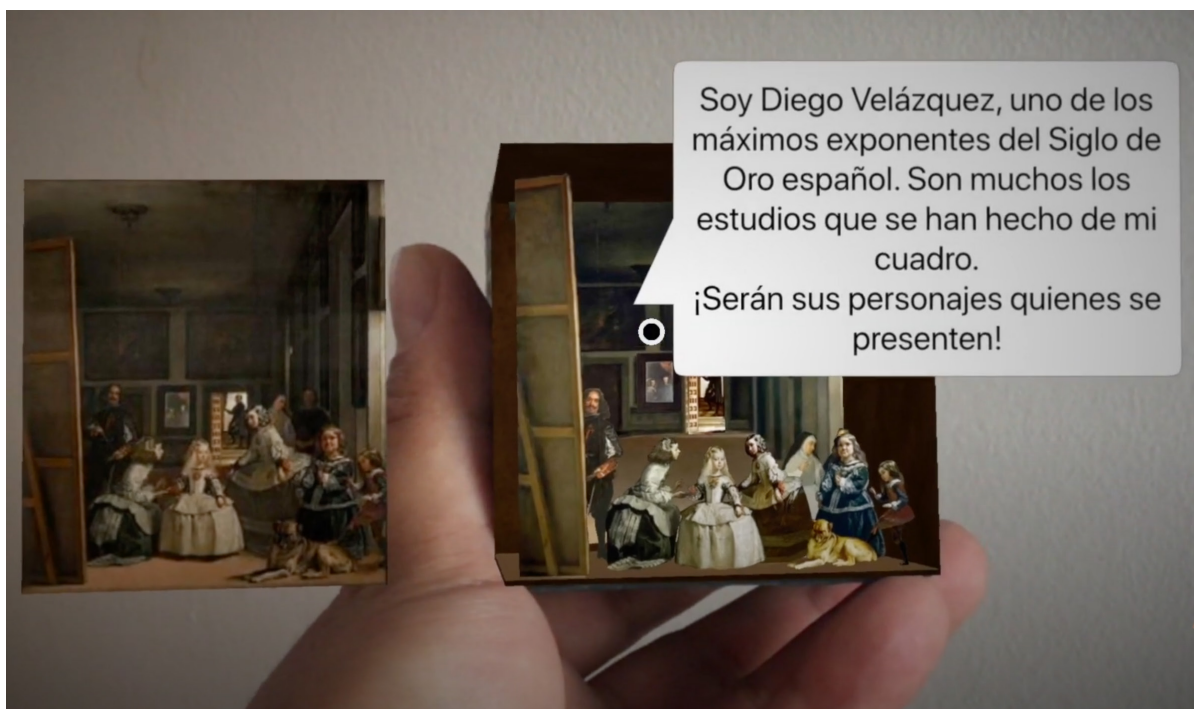 Soy Diego Velázquez, uno de los
máximos exponentes del Siglo de
Oro español. Son muchos los
estudios que se han hecho de mi
cuadro.
¡Serán sus personajes quienes se
presenten!